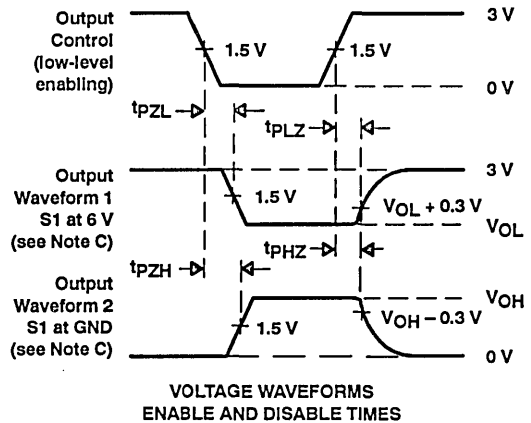 Output
Control
(low-level
enabling)
1.5 V
1.5 V
3 V
0 V
tPZL
tPLZ
Output
Waveform 1
S1 at 6 V
(see Note C)
1.5 V
3 V
VOL + 0.3 V
VOL
tPZH
tPHZ
Output
Waveform 2
S1 at GND
(see Note C)
1.5 V
VOH
VOH – 0.3 V
0 V
VOLTAGE WAVEFORMS
ENABLE AND DISABLE TIMES